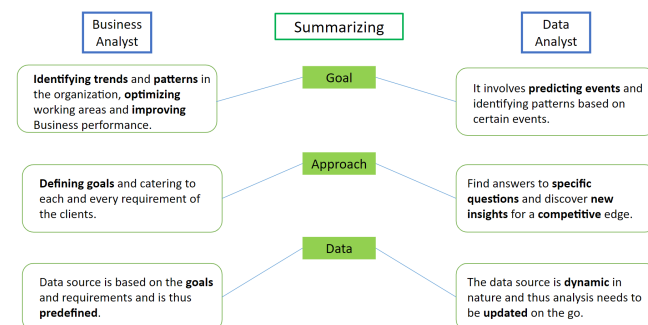 Business
Analyst
Summarizing
Data
Analyst
Identifying trends and patterns in
the organization, optimizing
working areas and improving
Business performance.
Goal
It involves predicting events and
identifying patterns based on
certain events.
Defining goals and catering to
each and every requirement of
the clients.
Approach
Find answers to specific
questions and discover new
insights for a competitive edge.
Data source is based on the goals
and requirements and is thus
predefined.
Data
The data source is dynamic in
nature and thus analysis needs to
be updated on the go.